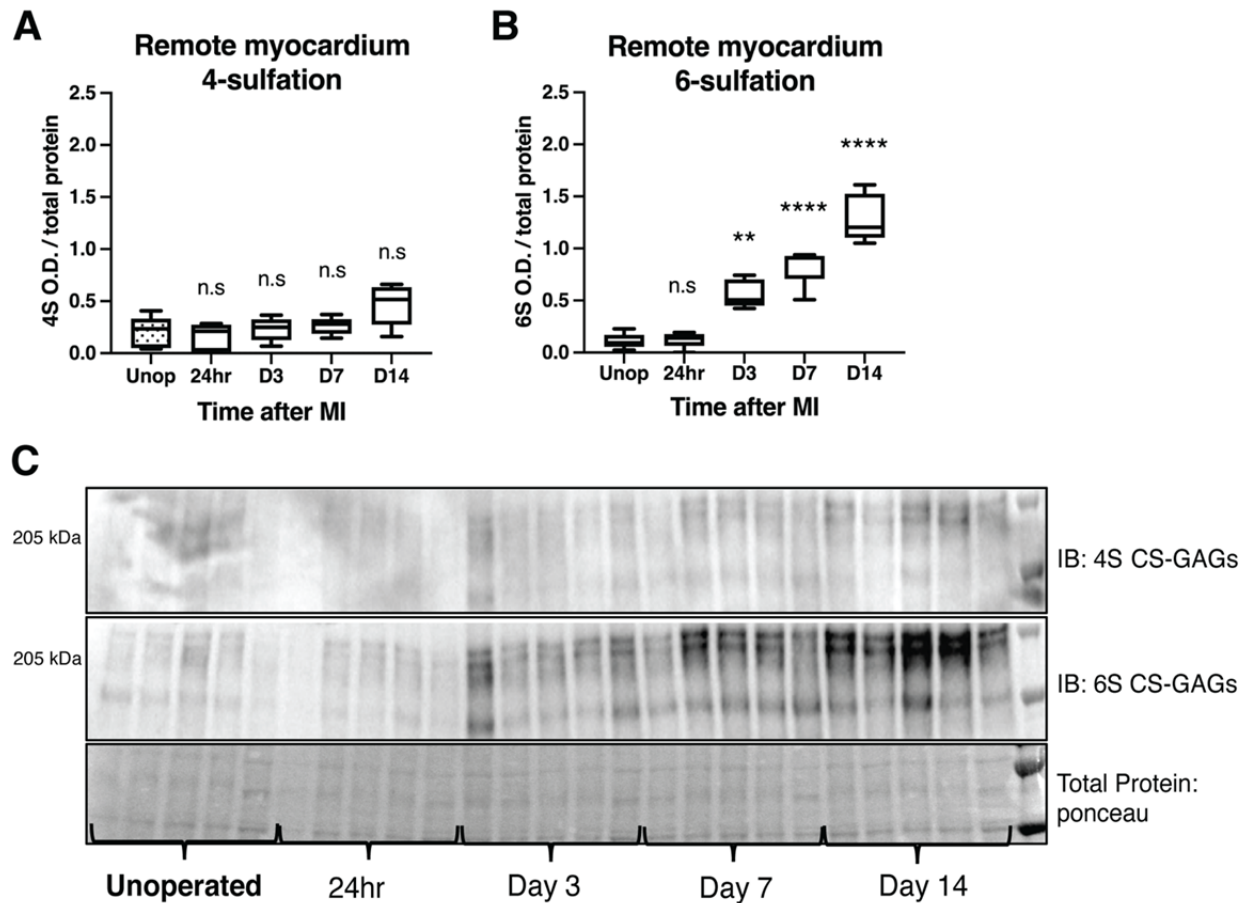 A
Remote myocardium
4-sulfation
4S O.D. / total protein
2.5
2.0
1.5
1.0
0.5
0.0
n.s
n.s
n.s
n.s
Unop 24hr D3 D7 D14
Time after MI
B
Remote myocardium
6-sulfation
6S O.D. / total protein
2.5
2.0
1.5
1.0
0.5
0.0
n.s
**
****
****
Unop 24hr D3 D7 D14
Time after MI
C
205 kDa
IB: 4S CS-GAGs
205 kDa
IB: 6S CS-GAGs
Total Protein:
ponceau
Unoperated 24hr Day 3 Day 7 Day 14